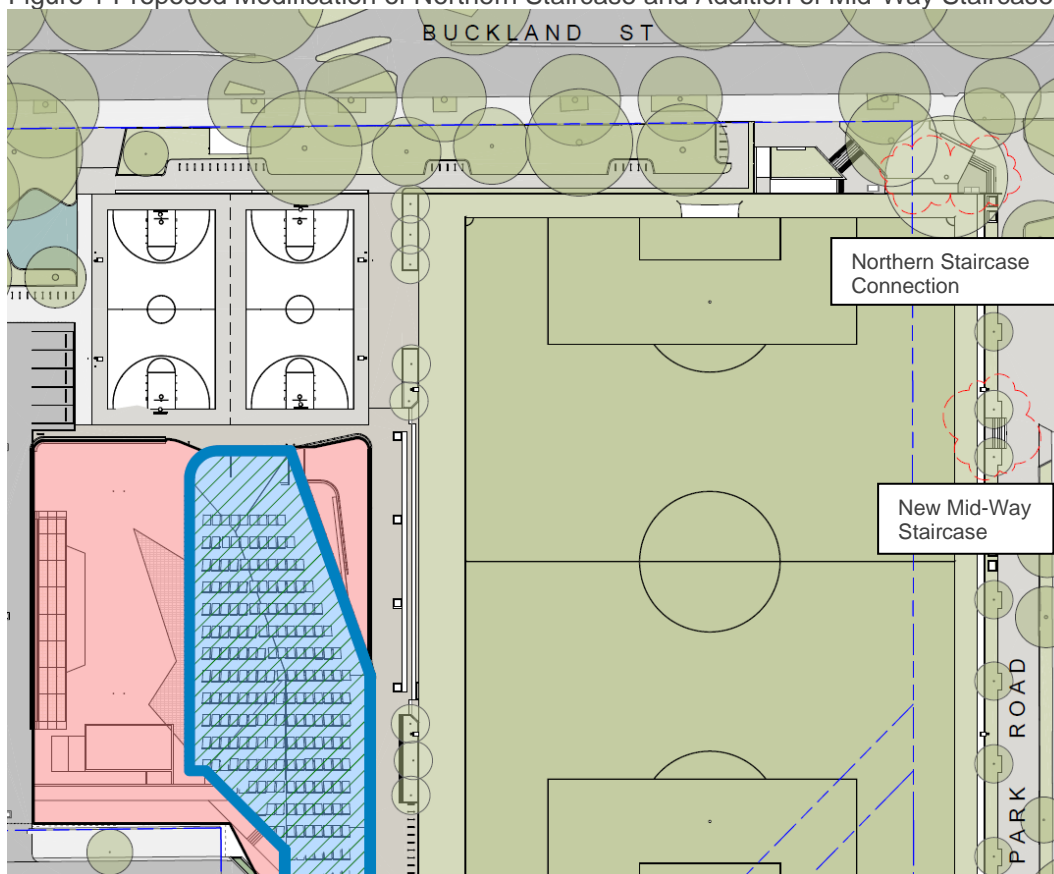 Figure 1 Proposed Modification of Northern Staircase and Addition of Mid-Way Staircase
BUCKLAND ST
Northern Staircase
Connection
New Mid-Way
Staircase
PARK ROAD